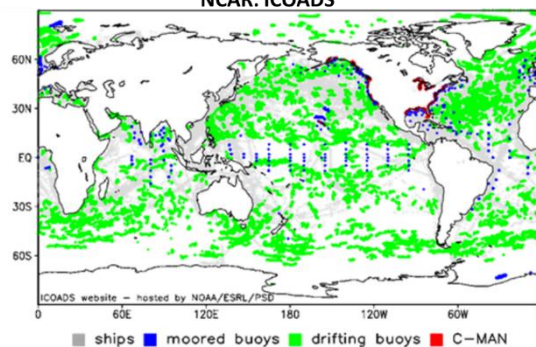 NCAR: ICOADS
60N
30N
EQ
30S
60S
ICOADS website - hosted by NOAA/ESRL/PSD
0 60E 120E 180 120W 60W
ships moored buoys drifting buoys C-MAN